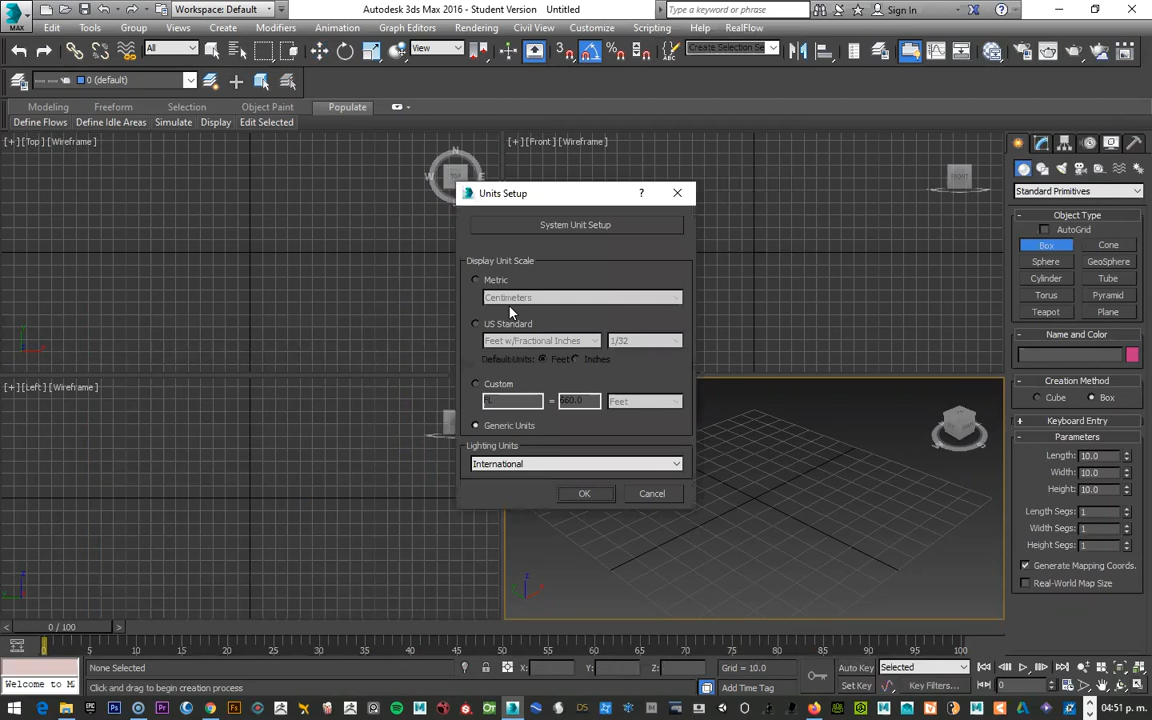 Workspace: Default
Autodesk 3ds Max 2016 - Student Version Untitled
Type a keyword or phrase
Sign In
MAX
Edit Tools Group Views Create Modifiers Animation Graph Editors Rendering Civil View Customize Scripting Help RealFlow
All
View
3
Create Selection Se
0 (default)
Modeling Freeform Selection Object Paint Populate
Define Flows Define Idle Areas Simulate Display Edit Selected
[+] [Top] [Wireframe]
[+] [Front] [Wireframe]
N
W TOP E
FRONT
Units Setup
System Unit Setup
Display Unit Scale
Metric
Centimeters
US Standard
Feet w/Fractional Inches 1/32
Default Units: Feet Inches
Custom
FL = 660.0 Feet
Generic Units
Lighting Units
International
OK Cancel
[+] [Left] [Wireframe]
Standard Primitives
Object Type
AutoGrid
Box Cone
Sphere GeoSphere
Cylinder Tube
Torus Pyramid
Teapot Plane
Name and Color
Creation Method
Cube Box
Keyboard Entry
Parameters
Length: 10.0
Width: 10.0
Height: 10.0
Length Segs: 1
Width Segs: 1
Height Segs: 1
Generate Mapping Coords.
Real-World Map Size
0 / 100
0 5 10 15 20 25 30 35 40 45 50 55 60 65 70 75 80 85 90 95 100
None Selected
X: Y: Z: Grid = 10.0
Auto Key Selected
Welcome to M
Click and drag to begin creation process
Add Time Tag
Set Key Key Filters...
0
04:51 p. m.